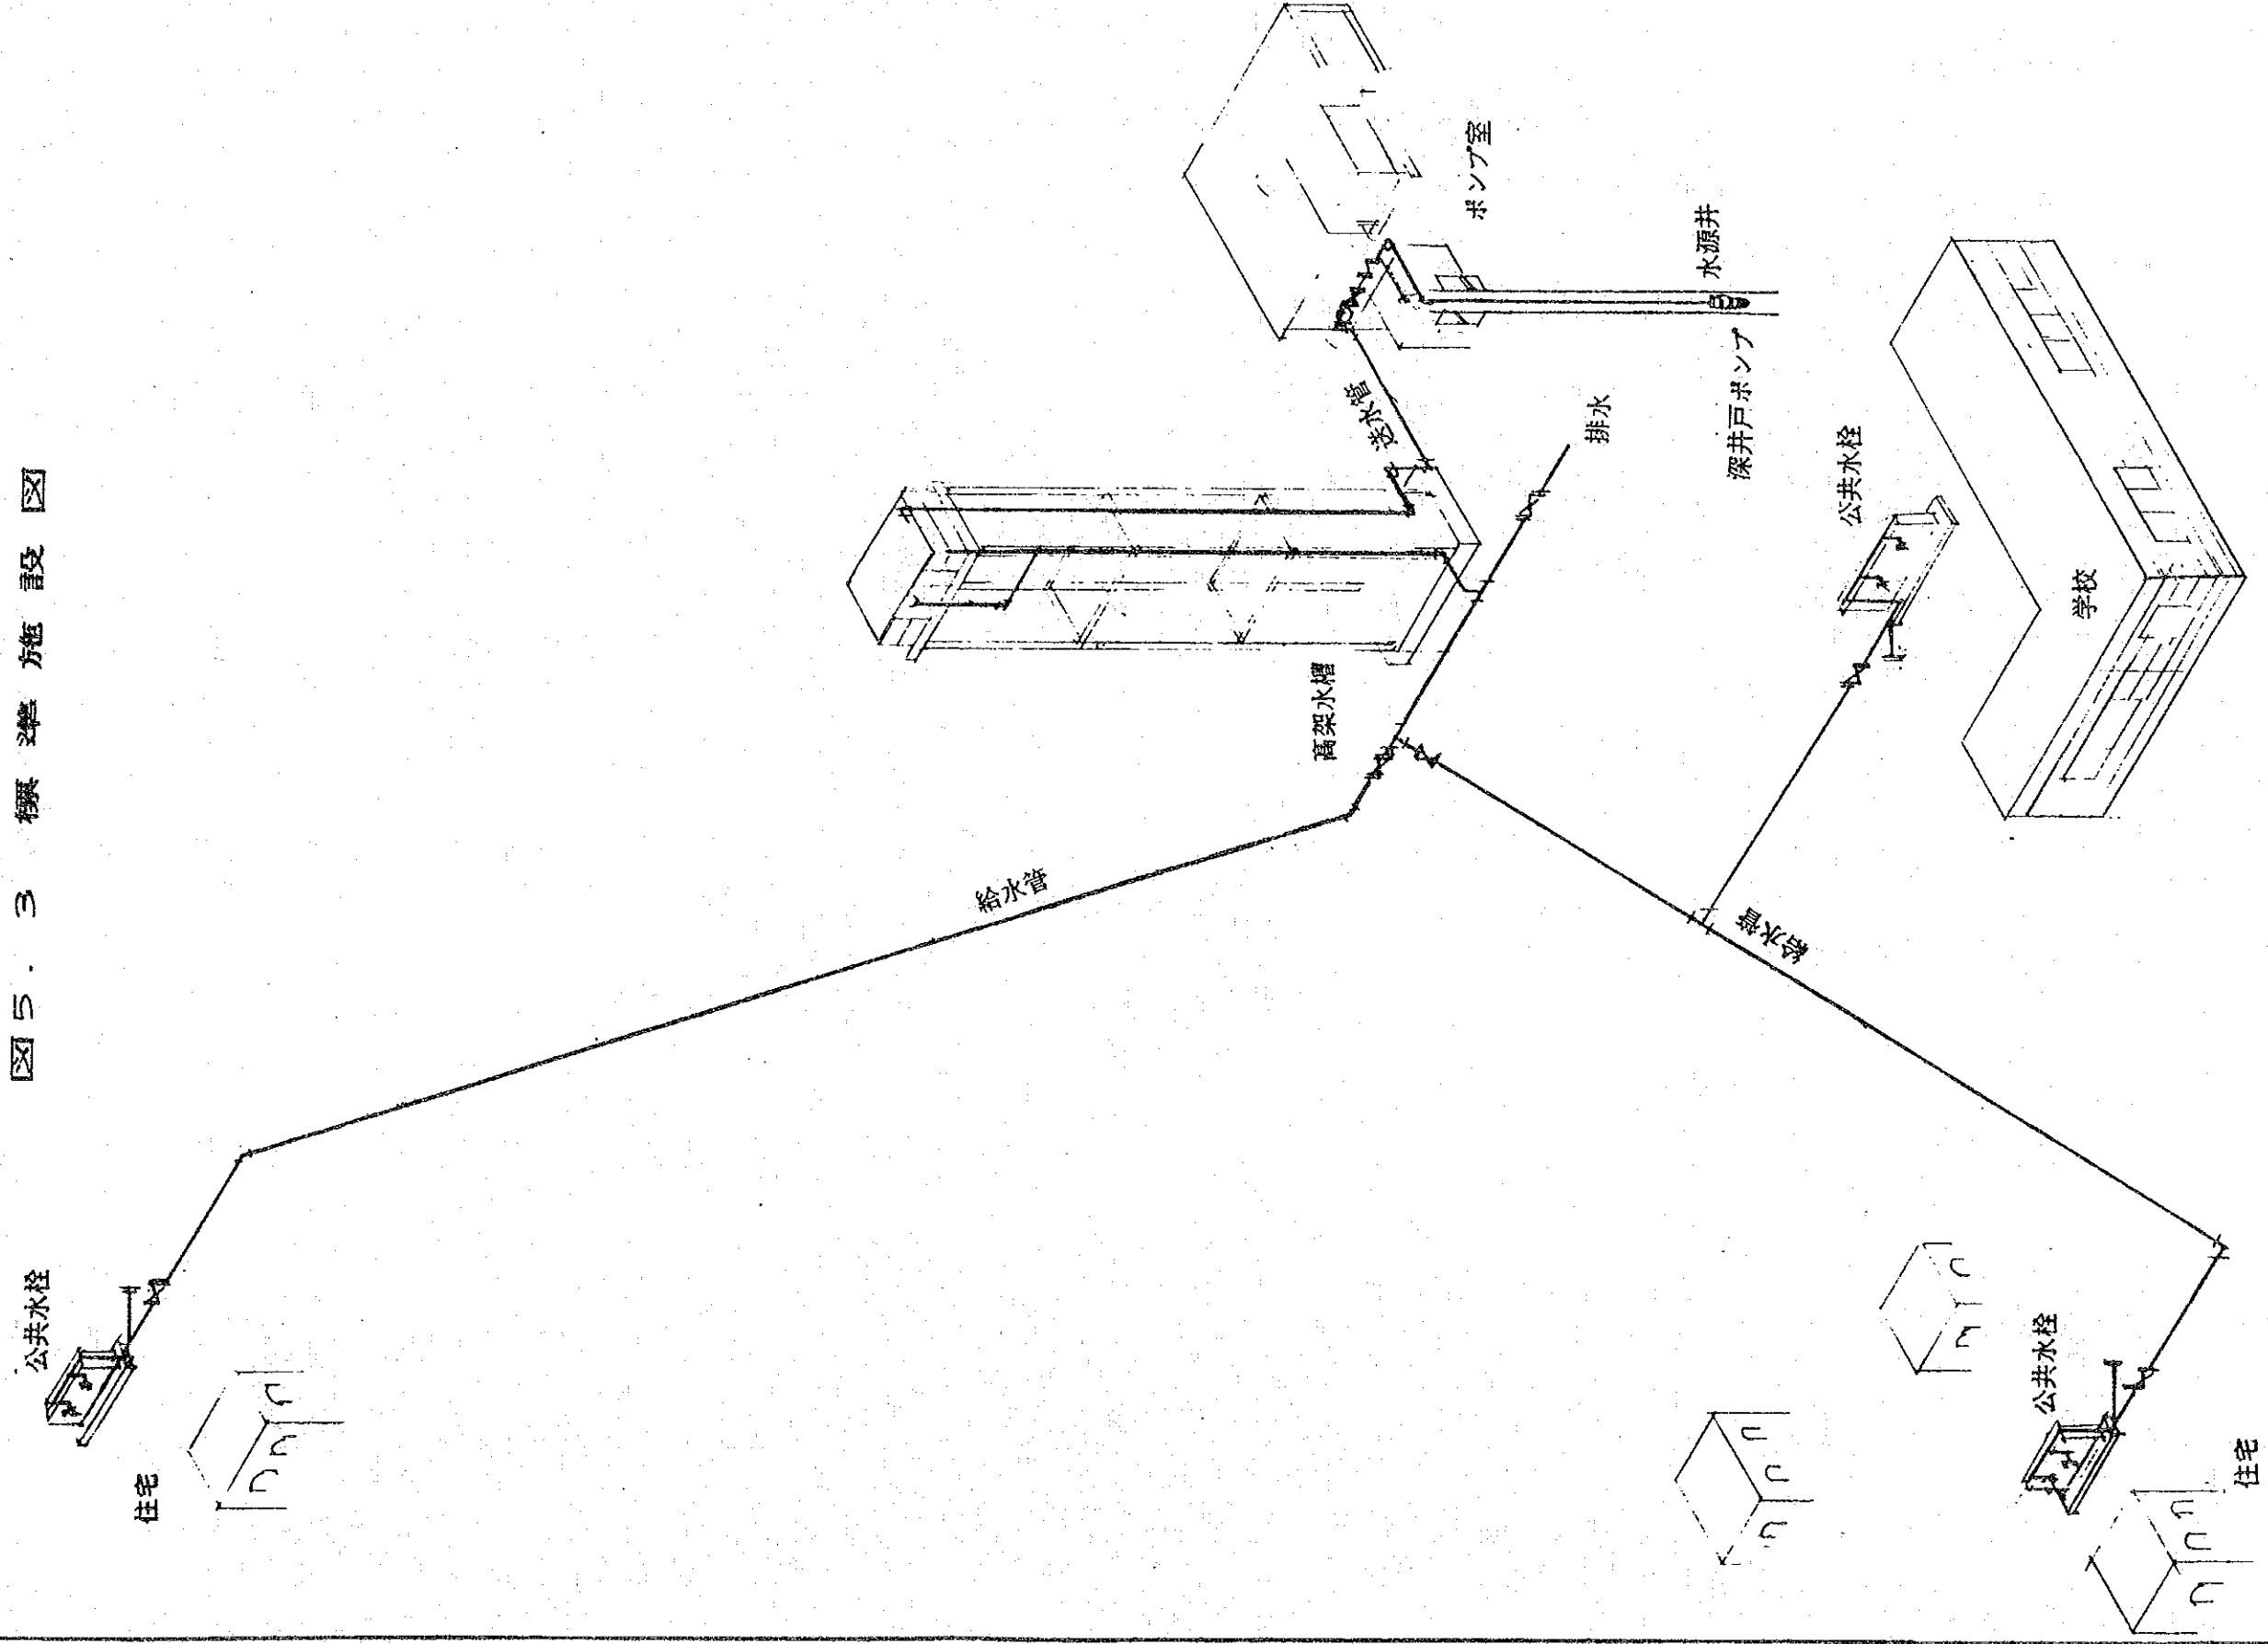 図5.3 標準施設図
公共水栓
住宅
給水管
高架水槽
送水管
ポンプ室
水源井
深井戸ポンプ
排水
公共水栓
学校
給水管
公共水栓
住宅